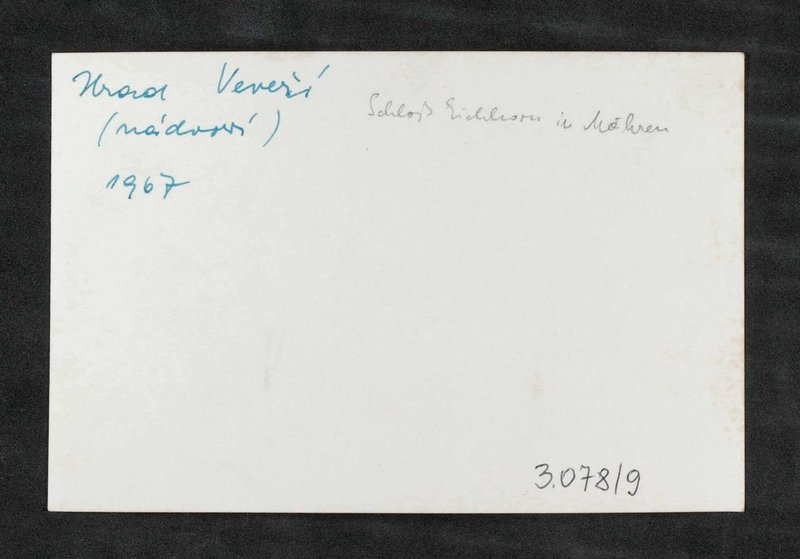 Hrad Veveří
(nádvoří)
1967
Schloß Eichhorn in Mähren
3.078/9